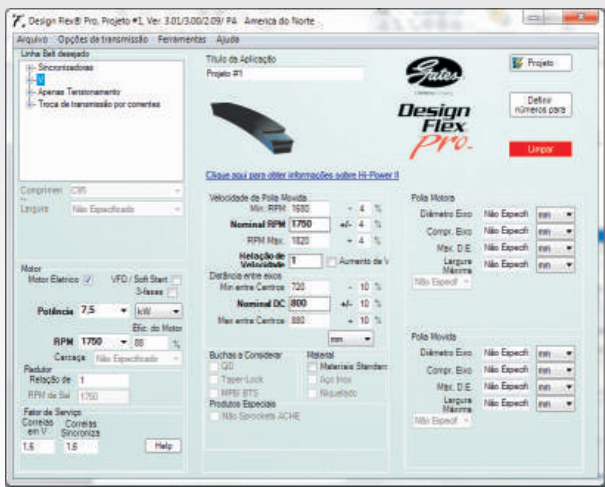 Design Flex® Pro, Projeto #1, Ver. 3.01/3.00/2.09/ PA America do Norte
Arquivo Opções da transmissão Ferramentas Ajuda
Linha Belt desejado
Sincronizadoras
V
Apenas Tensionamento
Troca de transmissão por correntes
Comprimen
Largura Não Especificado
Motor
Motor Eletrico VFD / Soft Start
3-fases
Potência 7,5 kW
Efic. do Motor
RPM 1750 88 %
Carcaça Não Especificado
Redutor
Relação de 1
RPM de Saí 1750
Fator de Serviço
Correias em V
Correias Sincroniza
1,6 1,6 Help
Título da Aplicação
Projeto #1
Clique aqui para obter informações sobre Hi-Power II
Velocidade da Polia Movida
Min. RPM 1680 - 4 %
Nominal RPM 1750 +/- 4 %
RPM Max. 1820 + 4 %
Relação de Velocidade 1 Aumento de V
Distância entre eixos
Min entre Centros 720 - 10 %
Nominal DC 800 +/- 10 %
Max entre Centros 880 + 10 %
mm
Buchas a Considerar
QD
Taper-Lock
MPB/ BTS
Material
Materiais Standart
Aço Inox
Niquelado
Produtos Especiais
Não Sprockets ACHE
Gates
Design
Flex
Pro
Projeto
Definir números para
Limpar
Polia Motora
Diâmetro Eixo Não Especifi mm
Compr. Eixo Não Especifi mm
Max. D.E. Não Especifi mm
Largura Máxima Não Especifi mm
Não Especif
Polia Movida
Diâmetro Eixo Não Especifi mm
Compr. Eixo Não Especifi mm
Max. D.E. Não Especifi mm
Largura Máxima Não Especifi mm
Não Especif